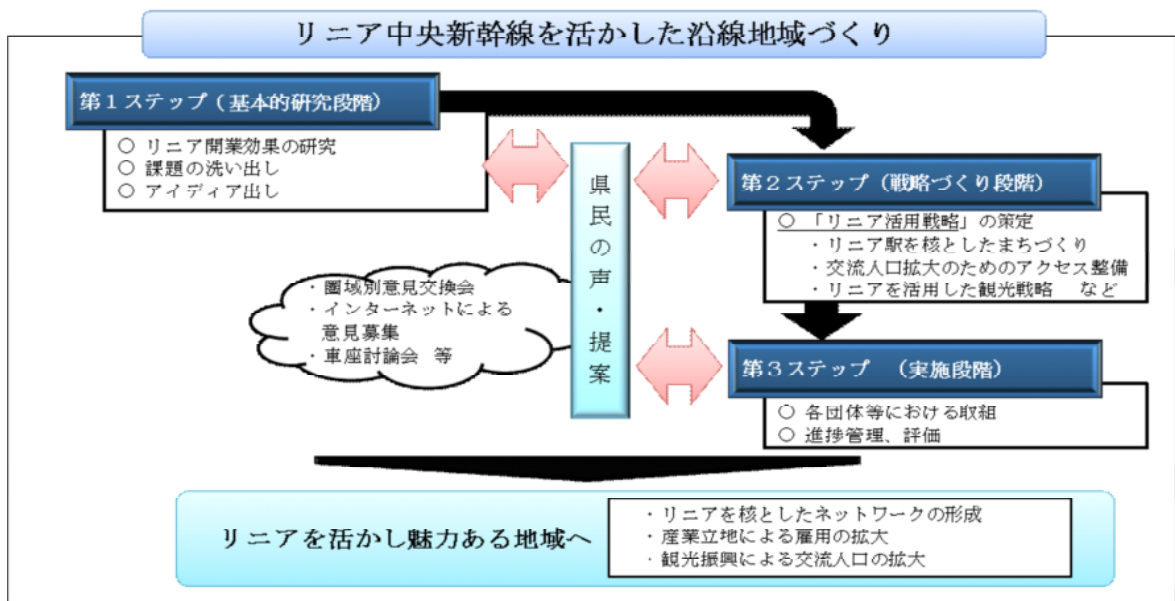 リニア中央新幹線を活かした沿線地域づくり
第1ステップ(基本的研究段階)
○ リニア開業効果の研究
○ 課題の洗い出し
○ アイディア出し
県民の声・提案
・圏域別意見交換会
・インターネットによる
意見募集
・車座討論会 等
第2ステップ(戦略づくり段階)
○ 「リニア活用戦略」の策定
・リニア駅を核としたまちづくり
・交流人口拡大のためのアクセス整備
・リニアを活用した観光戦略 など
第3ステップ (実施段階)
○ 各団体等における取組
○ 進捗管理、評価
リニアを活かし魅力ある地域へ
・リニアを核としたネットワークの形成
・産業立地による雇用の拡大
・観光振興による交流人口の拡大